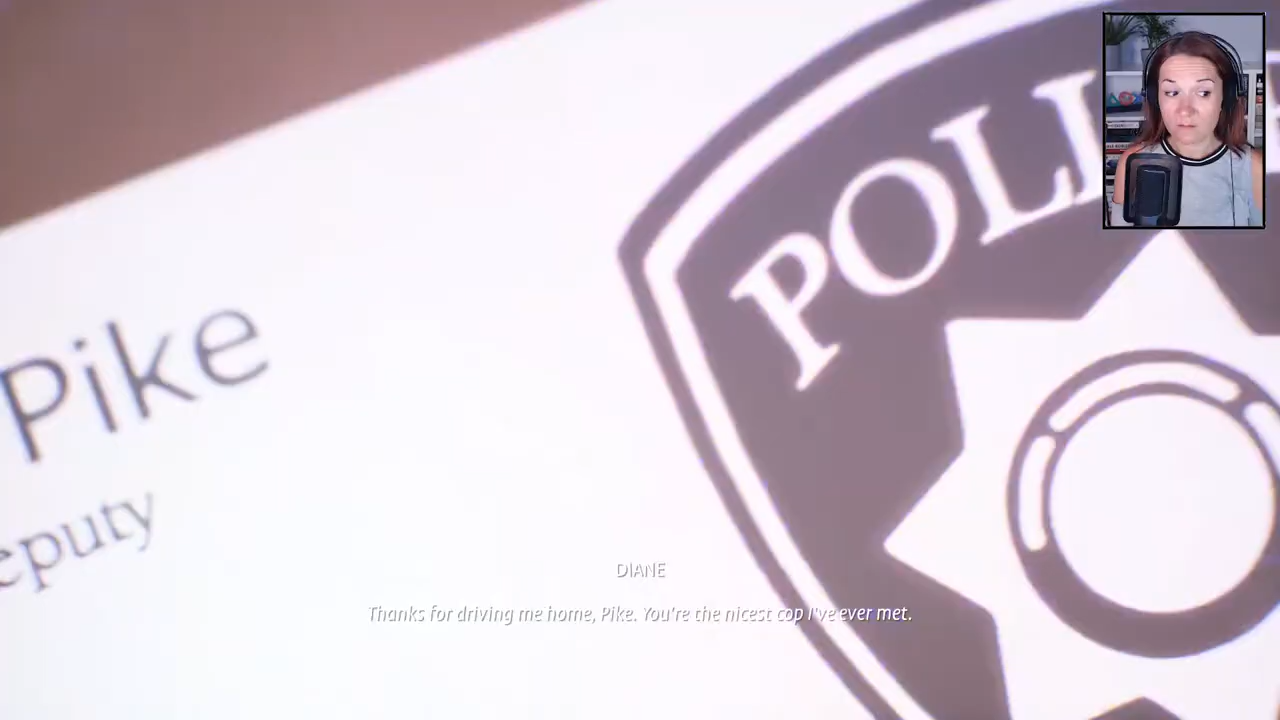 POLI
Pike
eputy
DIANE
Thanks for driving me home, Pike. You're the nicest cop I've ever met.